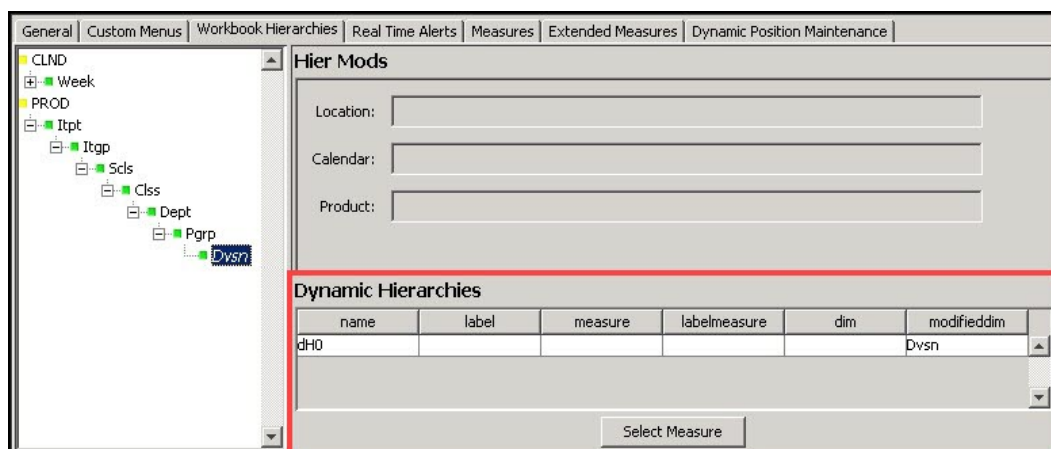 General Custom Menus Workbook Hierarchies Real Time Alerts Measures Extended Measures Dynamic Position Maintenance
CLND
Week
PROD
Itpt
Itgp
Scls
Clss
Dept
Pgrp
Dvsn
Hier Mods
Location:
Calendar:
Product:
Dynamic Hierarchies
name label measure labelmeasure dim modifieddim
dH0 Dvsn
Select Measure